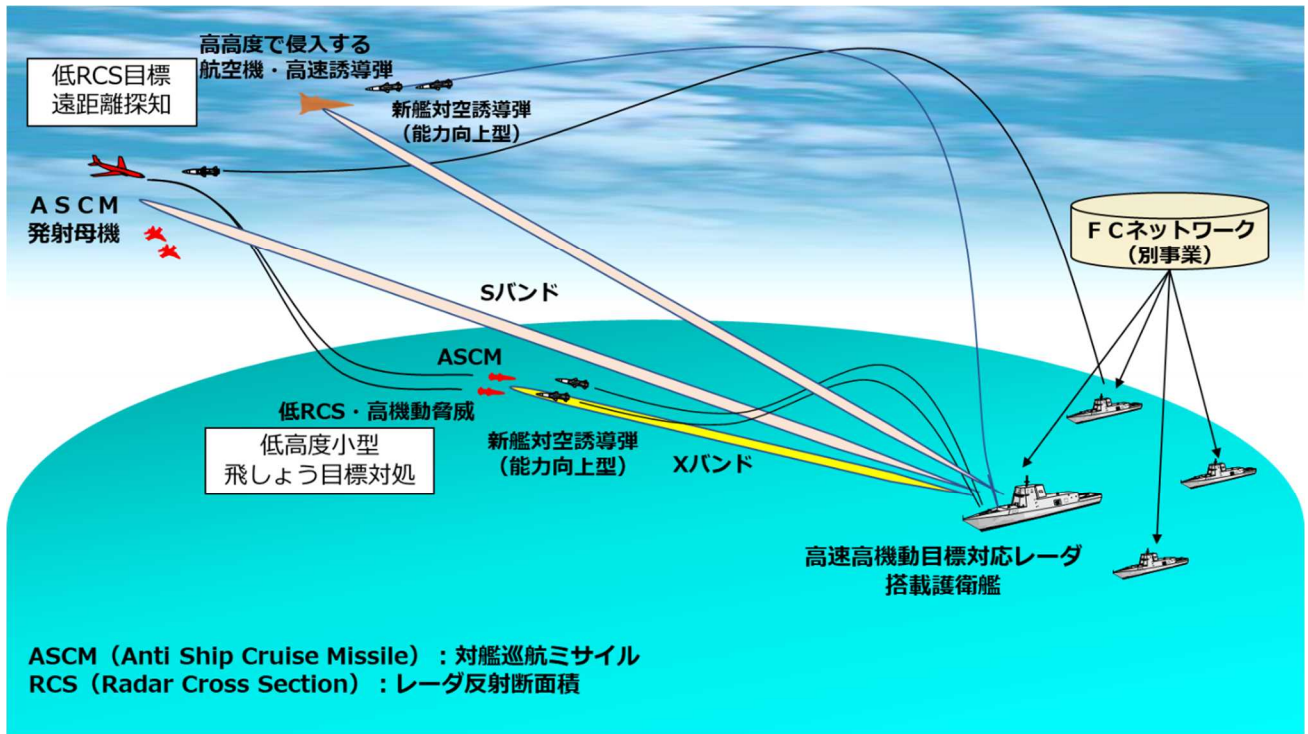 高高度で侵入する
航空機・高速誘導弾
低RCS目標
遠距離探知
新艦対空誘導弾
(能力向上型)
ＡＳＣＭ
発射母機
ＦＣネットワーク
(別事業)
Sバンド
ASCM
低RCS・高機動脅威
低高度小型
飛しょう目標対処
新艦対空誘導弾
(能力向上型)
Xバンド
高速高機動目標対応レーダ
搭載護衛艦
ASCM（Anti Ship Cruise Missile）：対艦巡航ミサイル
RCS（Radar Cross Section）：レーダ反射断面積